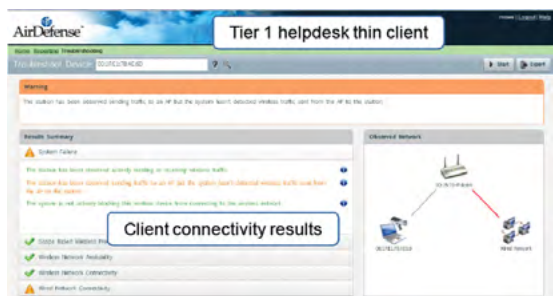 AirDefense
Tier 1 helpdesk thin client
Home
Troubleshooting
Troubleshoot Device
Start
Export
Warning
The station has been observed sending traffic to an AP but the system hasn't detected wireless traffic sent from the AP to the station.
Results Summary
Observed Network
System Failure
The station has been observed actively sending or receiving wireless traffic.
The station has been observed sending traffic to an AP but the system hasn't detected wireless traffic sent from the AP to the station.
The system is not actively blocking this wireless device from connecting to the wireless network.
Client connectivity results
Wireless Network Availability
Wireless Network Connectivity
Wired Network Connectivity
Wired Network